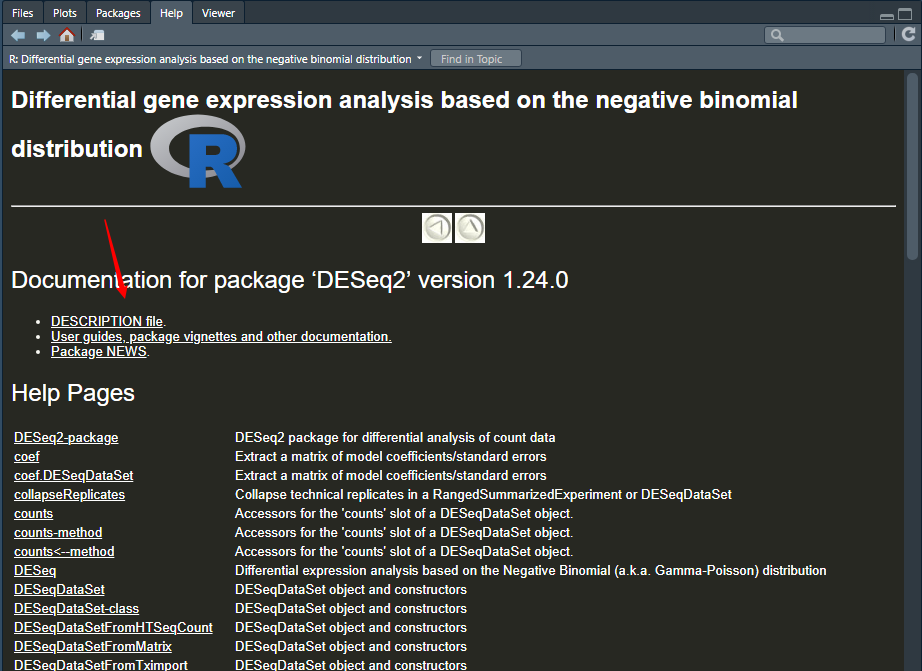 Files Plots Packages Help Viewer
R: Differential gene expression analysis based on the negative binomial distribution Find in Topic
Differential gene expression analysis based on the negative binomial
distribution R
Documentation for package ‘DESeq2’ version 1.24.0
• DESCRIPTION file.
• User guides, package vignettes and other documentation.
• Package NEWS.
Help Pages
DESeq2-package DESeq2 package for differential analysis of count data
coef Extract a matrix of model coefficients/standard errors
coef.DESeqDataSet Extract a matrix of model coefficients/standard errors
collapseReplicates Collapse technical replicates in a RangedSummarizedExperiment or DESeqDataSet
counts Accessors for the 'counts' slot of a DESeqDataSet object.
counts-method Accessors for the 'counts' slot of a DESeqDataSet object.
counts<--method Accessors for the 'counts' slot of a DESeqDataSet object.
DESeq Differential expression analysis based on the Negative Binomial (a.k.a. Gamma-Poisson) distribution
DESeqDataSet DESeqDataSet object and constructors
DESeqDataSet-class DESeqDataSet object and constructors
DESeqDataSetFromHTSeqCount DESeqDataSet object and constructors
DESeqDataSetFromMatrix DESeqDataSet object and constructors
DESeqDataSetFromTximport DESeqDataSet object and constructors